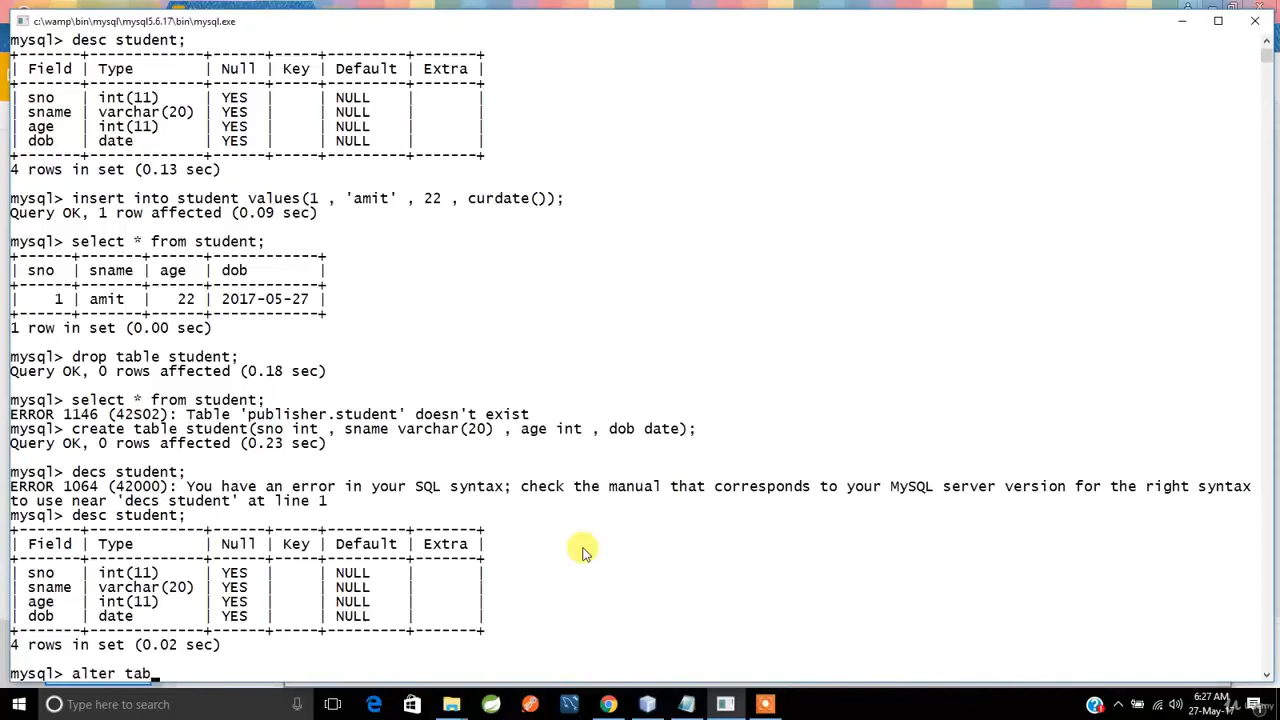 c:\wamp\bin\mysql\mysql5.6.17\bin\mysql.exe
mysql> desc student;
+-------+-------------+------+-----+---------+-------+
| Field | Type        | Null | Key | Default | Extra |
+-------+-------------+------+-----+---------+-------+
| sno   | int(11)     | YES  |     | NULL    |       |
| sname | varchar(20) | YES  |     | NULL    |       |
| age   | int(11)     | YES  |     | NULL    |       |
| dob   | date        | YES  |     | NULL    |       |
+-------+-------------+------+-----+---------+-------+
4 rows in set (0.13 sec)
mysql> insert into student values(1 , 'amit' , 22 , curdate());
Query OK, 1 row affected (0.09 sec)
mysql> select * from student;
+------+-------+------+------------+
| sno  | sname | age  | dob        |
+------+-------+------+------------+
|    1 | amit  |   22 | 2017-05-27 |
+------+-------+------+------------+
1 row in set (0.00 sec)
mysql> drop table student;
Query OK, 0 rows affected (0.18 sec)
mysql> select * from student;
ERROR 1146 (42S02): Table 'publisher.student' doesn't exist
mysql> create table student(sno int , sname varchar(20) , age int , dob date);
Query OK, 0 rows affected (0.23 sec)
mysql> decs student;
ERROR 1064 (42000): You have an error in your SQL syntax; check the manual that corresponds to your MySQL server version for the right syntax
to use near 'decs student' at line 1
mysql> desc student;
+-------+-------------+------+-----+---------+-------+
| Field | Type        | Null | Key | Default | Extra |
+-------+-------------+------+-----+---------+-------+
| sno   | int(11)     | YES  |     | NULL    |       |
| sname | varchar(20) | YES  |     | NULL    |       |
| age   | int(11)     | YES  |     | NULL    |       |
| dob   | date        | YES  |     | NULL    |       |
+-------+-------------+------+-----+---------+-------+
4 rows in set (0.02 sec)
mysql> alter tab
Type here to search
6:27 AM
27-May-17